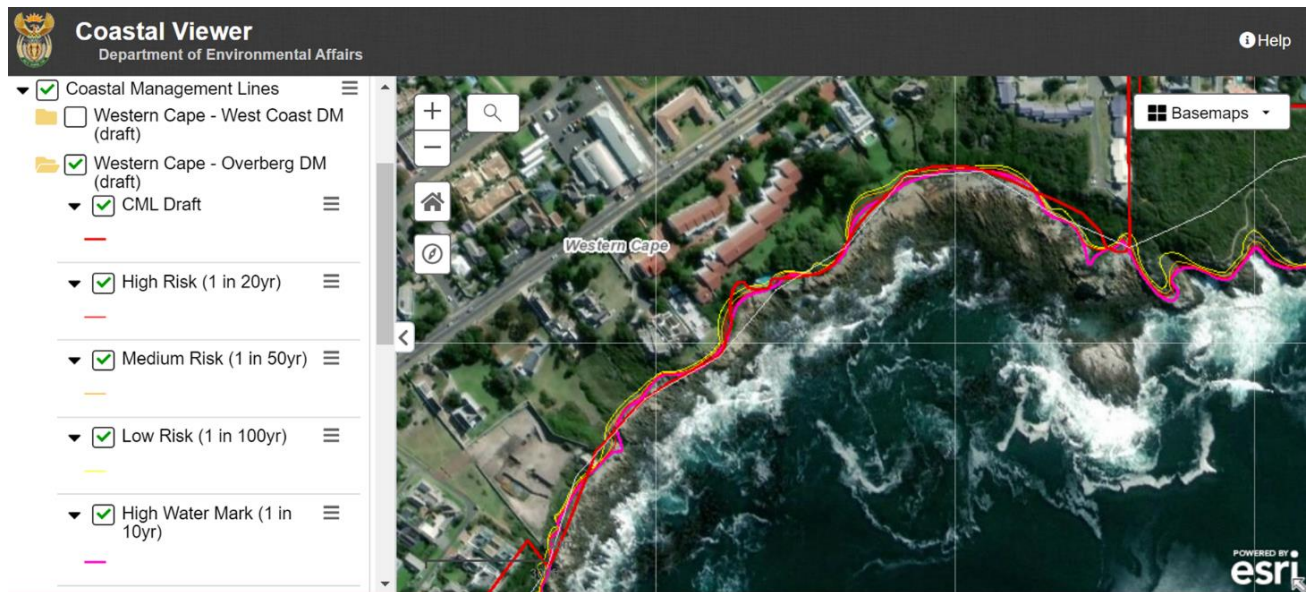 Coastal Viewer
Department of Environmental Affairs
Help
Coastal Management Lines
Western Cape - West Coast DM
(draft)
Western Cape - Overberg DM
(draft)
CML Draft
High Risk (1 in 20yr)
Medium Risk (1 in 50yr)
Low Risk (1 in 100yr)
High Water Mark (1 in
10yr)
Basemaps
Western Cape
POWERED BY
esri